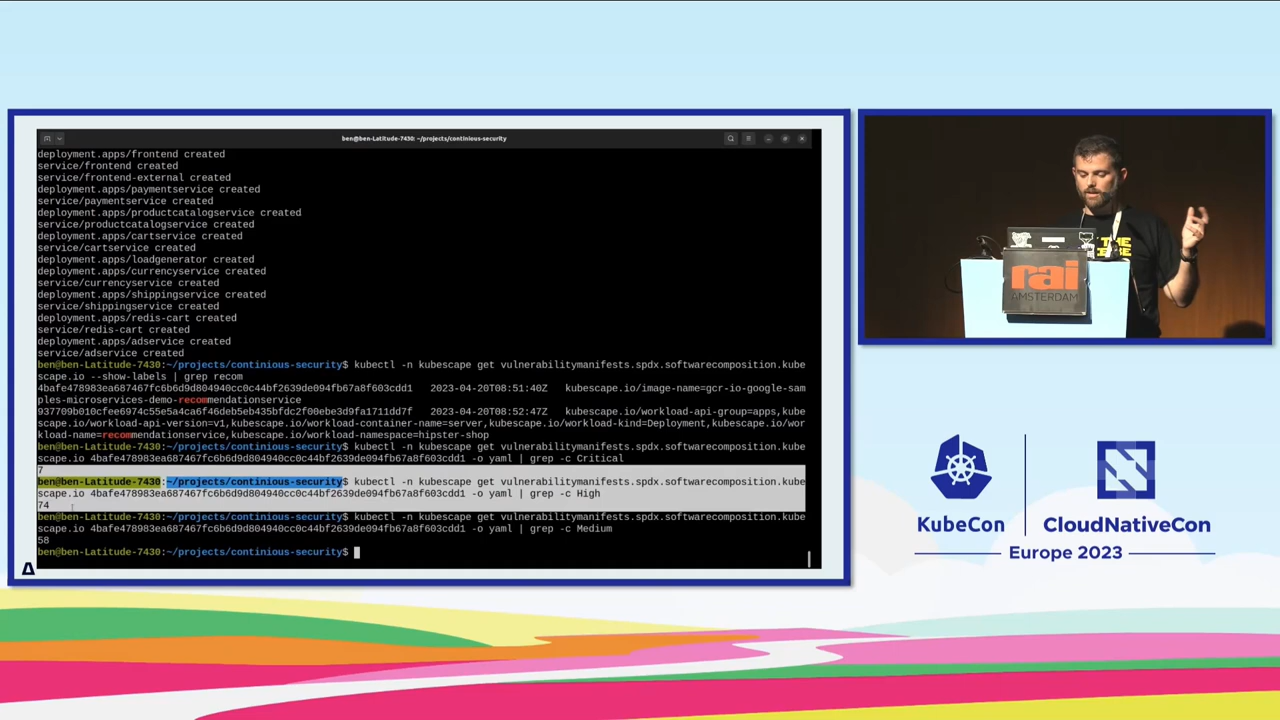 ben@ben-Latitude-7430: ~/projects/continious-security
deployment.apps/frontend created
service/frontend created
service/frontend-external created
deployment.apps/paymentservice created
service/paymentservice created
deployment.apps/productcatalogservice created
service/productcatalogservice created
deployment.apps/cartservice created
service/cartservice created
deployment.apps/loadgenerator created
deployment.apps/currencyservice created
service/currencyservice created
deployment.apps/shippingservice created
service/shippingservice created
deployment.apps/redis-cart created
service/redis-cart created
deployment.apps/adservice created
service/adservice created
ben@ben-Latitude-7430:~/projects/continious-security$ kubectl -n kubescape get vulnerabilitymanifests.spdx.softwarecomposition.kube
scape.io --show-labels | grep recom
4bafe478983ea687467fc6b6d9d804940cc0c44bf2639de094fb67a8f603cdd1 2023-04-20T08:51:40Z kubescape.io/image-name=gcr-io-google-sam
ples-microservices-demo-recommendationservice
937709b010cfee6974c55e5a4ca6f46deb5eb435bfdc2f00ebe3d9fa1711dd7f 2023-04-20T08:52:47Z kubescape.io/workload-api-group=apps,kube
scape.io/workload-api-version=v1,kubescape.io/workload-container-name=server,kubescape.io/workload-kind=Deployment,kubescape.io/wor
kload-name=recommendationservice,kubescape.io/workload-namespace=hipster-shop
ben@ben-Latitude-7430:~/projects/continious-security$ kubectl -n kubescape get vulnerabilitymanifests.spdx.softwarecomposition.kube
scape.io 4bafe478983ea687467fc6b6d9d804940cc0c44bf2639de094fb67a8f603cdd1 -o yaml | grep -c Critical
7
ben@ben-Latitude-7430:~/projects/continious-security$ kubectl -n kubescape get vulnerabilitymanifests.spdx.softwarecomposition.kube
scape.io 4bafe478983ea687467fc6b6d9d804940cc0c44bf2639de094fb67a8f603cdd1 -o yaml | grep -c High
74
ben@ben-Latitude-7430:~/projects/continious-security$ kubectl -n kubescape get vulnerabilitymanifests.spdx.softwarecomposition.kube
scape.io 4bafe478983ea687467fc6b6d9d804940cc0c44bf2639de094fb67a8f603cdd1 -o yaml | grep -c Medium
58
ben@ben-Latitude-7430:~/projects/continious-security$
THE
rai
AMSTERDAM
KubeCon
CloudNativeCon
Europe 2023